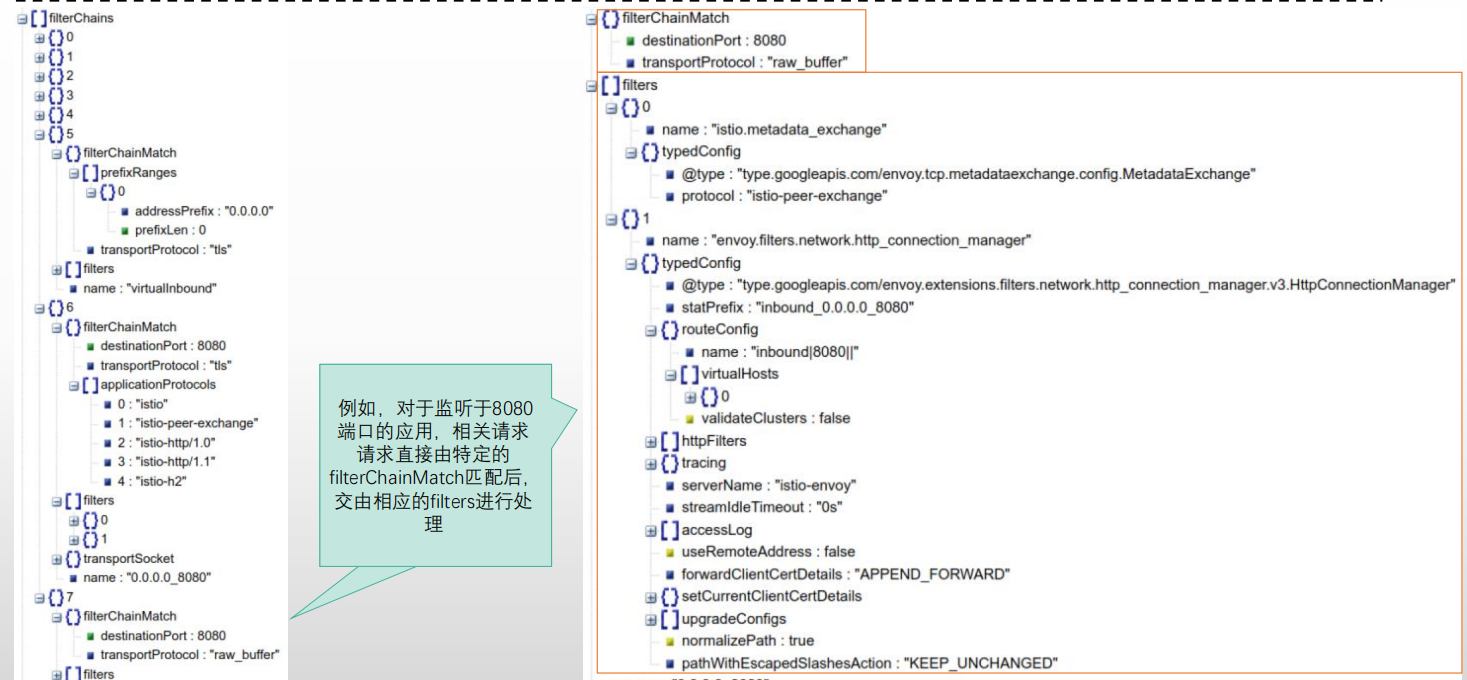 filterChains
0
1
2
3
4
5
filterChainMatch
prefixRanges
0
addressPrefix : "0.0.0.0"
prefixLen : 0
transportProtocol : "tls"
filters
name : "virtualInbound"
6
filterChainMatch
destinationPort : 8080
transportProtocol : "tls"
applicationProtocols
0 : "istio"
1 : "istio-peer-exchange"
2 : "istio-http/1.0"
3 : "istio-http/1.1"
4 : "istio-h2"
filters
0
1
transportSocket
name : "0.0.0.0_8080"
7
filterChainMatch
destinationPort : 8080
transportProtocol : "raw_buffer"
filters
例如，对于监听于8080
端口的应用，相关请求
请求直接由特定的
filterChainMatch匹配后，
交由相应的filters进行处
理
filterChainMatch
destinationPort : 8080
transportProtocol : "raw_buffer"
filters
0
name : "istio.metadata_exchange"
typedConfig
@type : "type.googleapis.com/envoy.tcp.metadataexchange.config.MetadataExchange"
protocol : "istio-peer-exchange"
1
name : "envoy.filters.network.http_connection_manager"
typedConfig
@type : "type.googleapis.com/envoy.extensions.filters.network.http_connection_manager.v3.HttpConnectionManager"
statPrefix : "inbound_0.0.0.0_8080"
routeConfig
name : "inbound|8080||"
virtualHosts
0
validateClusters : false
httpFilters
tracing
serverName : "istio-envoy"
streamIdleTimeout : "0s"
accessLog
useRemoteAddress : false
forwardClientCertDetails : "APPEND_FORWARD"
setCurrentClientCertDetails
upgradeConfigs
normalizePath : true
pathWithEscapedSlashesAction : "KEEP_UNCHANGED"